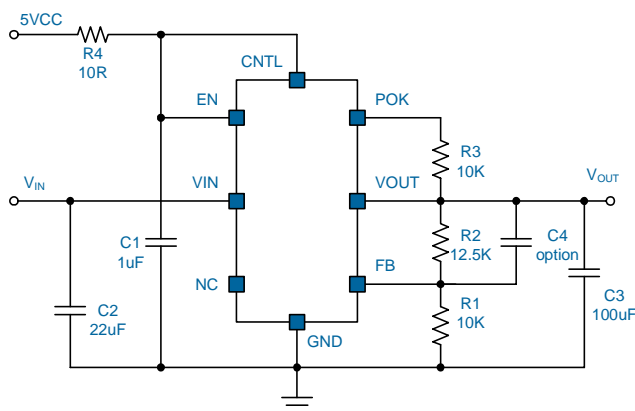 5VCC
R4
10R
CNTL
EN
POK
R3
10K
VIN
VIN
VOUT
VOUT
C1
1uF
R2
12.5K
C4
option
NC
FB
C2
22uF
R1
10K
C3
100uF
GND